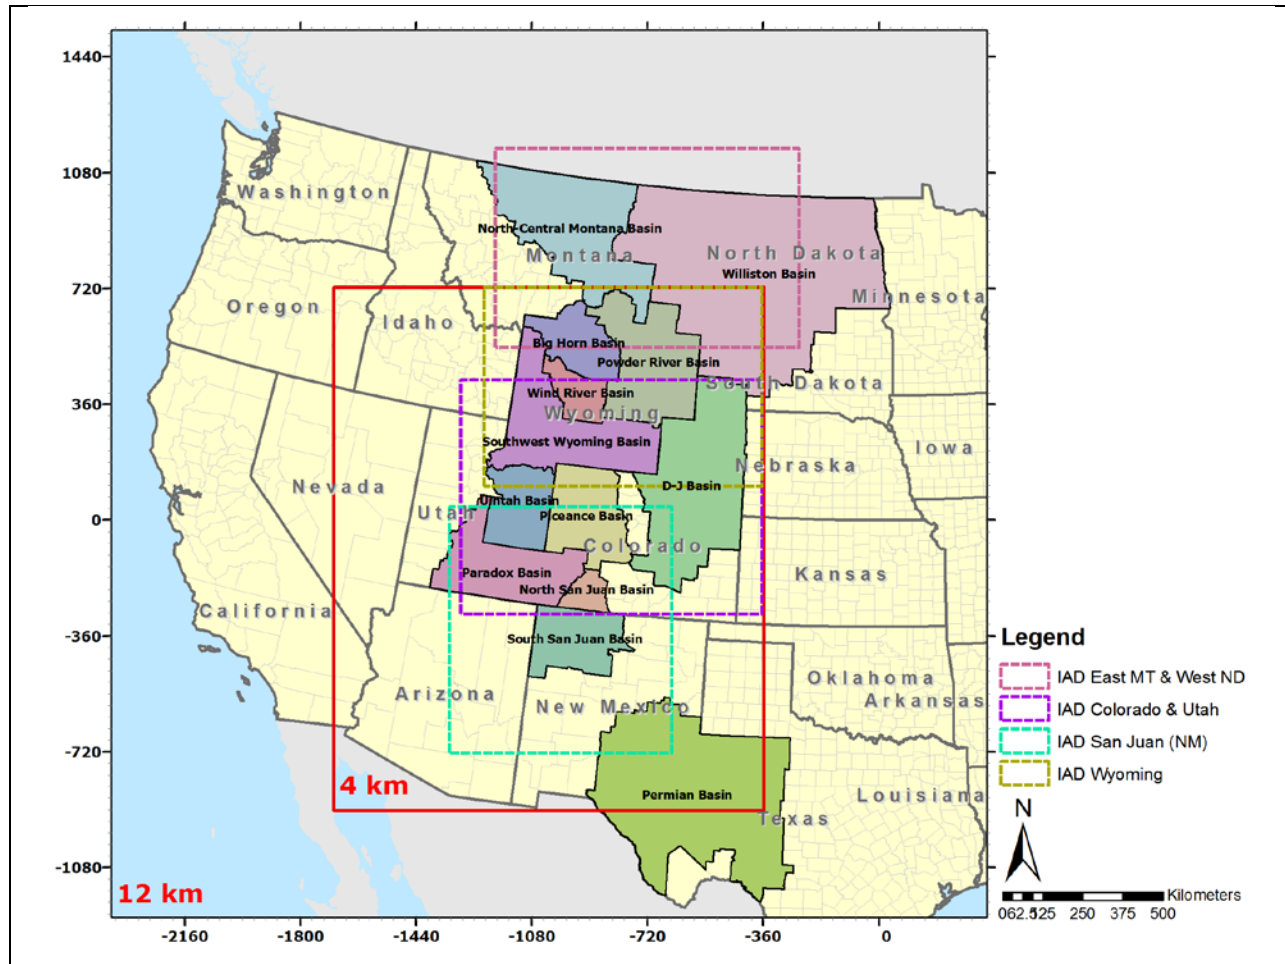 1440
1080
720
360
0
-360
-720
-1080
-2160
-1800
-1440
-1080
-720
-360
0
Washington
North-Central Montana Basin
Montana
North Dakota
Williston Basin
Minnesota
Oregon
Idaho
Big Horn Basin
Powder River Basin
South Dakota
Wind River Basin
Wyoming
Southwest Wyoming Basin
Iowa
Nebraska
Nevada
D-J Basin
Uintah Basin
Utah
Piceance Basin
Colorado
Paradox Basin
Kansas
North San Juan Basin
California
South San Juan Basin
Arizona
New Mexico
Oklahoma
Arkansas
4 km
Permian Basin
Texas
Louisiana
12 km
Legend
IAD East MT & West ND
IAD Colorado & Utah
IAD San Juan (NM)
IAD Wyoming
N
Kilometers
062.5125 250 375 500